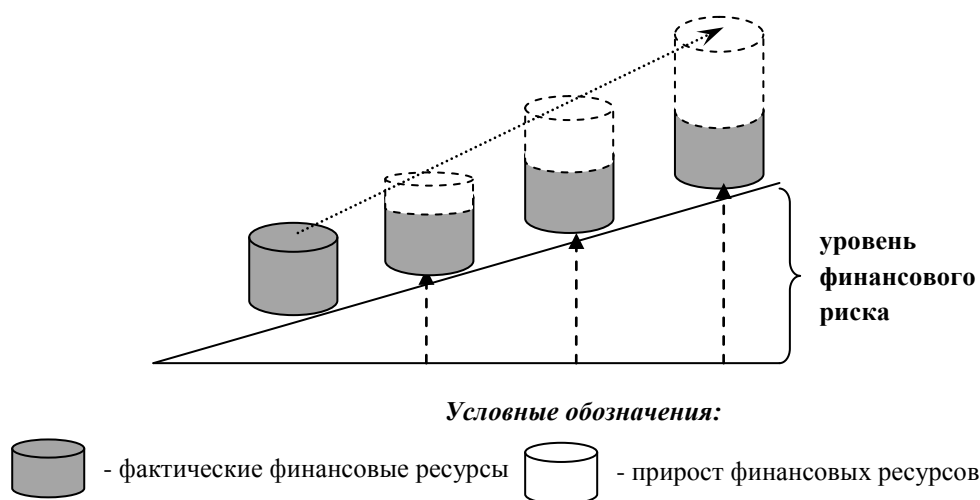 уровень
финансового
риска
Условные обозначения:
- фактические финансовые ресурсы
- прирост финансовых ресурсов